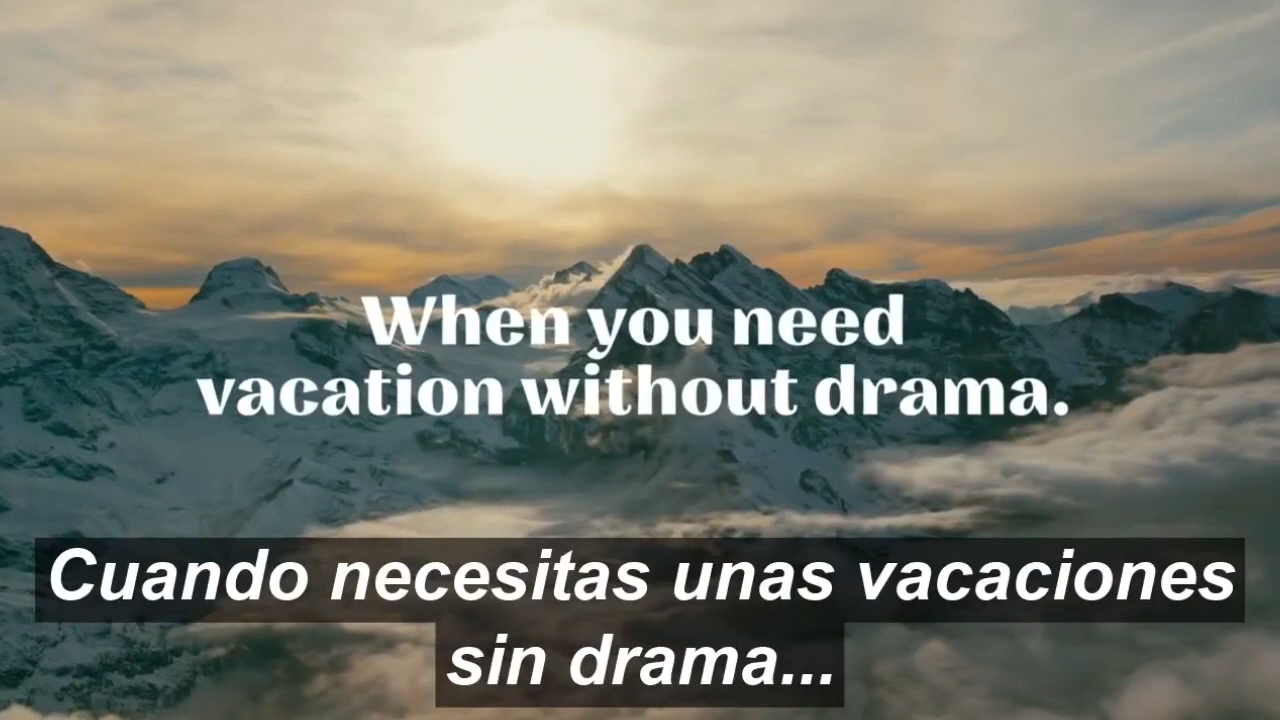 When you need
vacation without drama.
Cuando necesitas unas vacaciones
sin drama...